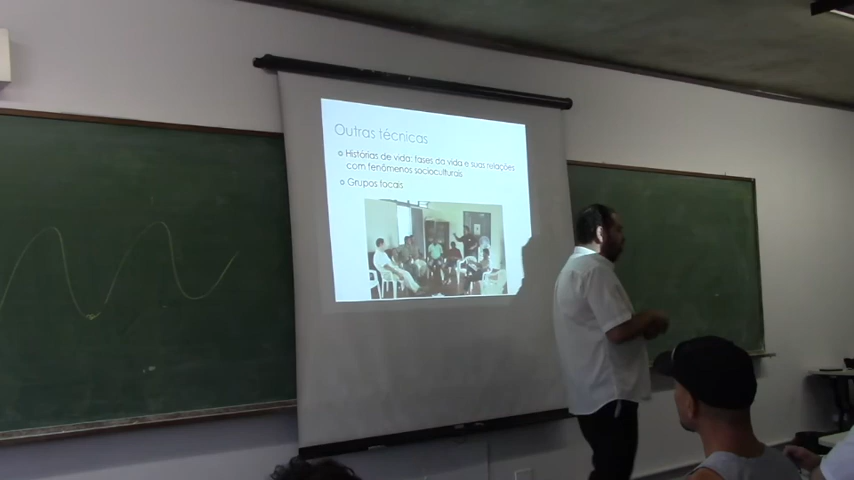 Outras técnicas
Histórias de vida: fases da vida e suas relações
com fenômenos socioculturais
Grupos focais